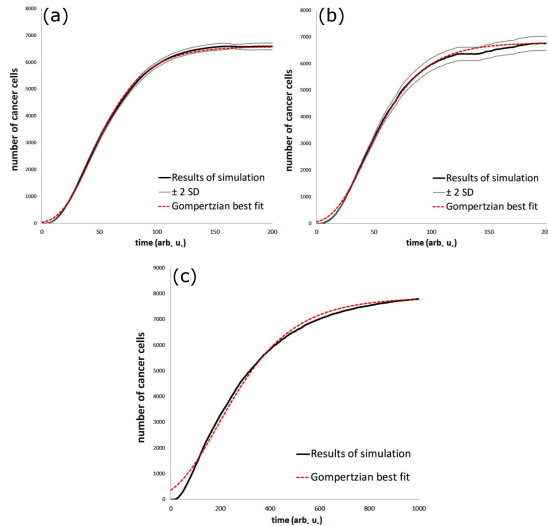 (a)
8000
7000
6000
5000
4000
3000
2000
1000
0
number of cancer cells
Results of simulation
± 2 SD
Gompertzian best fit
0 50 100 150 200
time (arb, u,)
(b)
8000
7000
6000
5000
4000
3000
2000
1000
0
number of cancer cells
Results of simulation
± 2 SD
Gompertzian best fit
0 50 100 150 200
time (arb, u,)
(c)
9000
8000
7000
6000
5000
4000
3000
2000
1000
0
number of cancer cells
Results of simulation
Gompertzian best fit
0 200 400 600 800 1000
time (arb, u,)